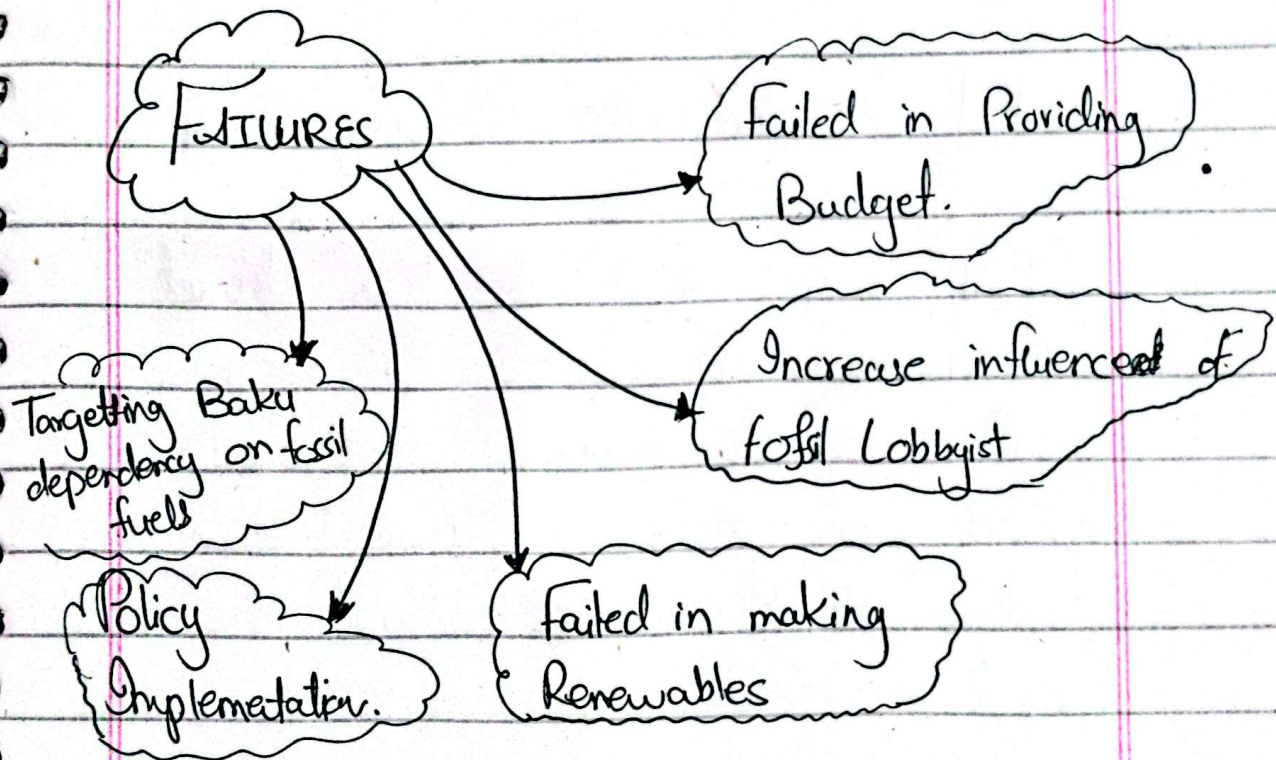 FAILURES
Failed in Providing
Budget.
Increase influence of
fossil Lobbyist
Targetting Baku
dependency on fossil
fuels
Policy
Implemetation.
Failed in making
Renewables